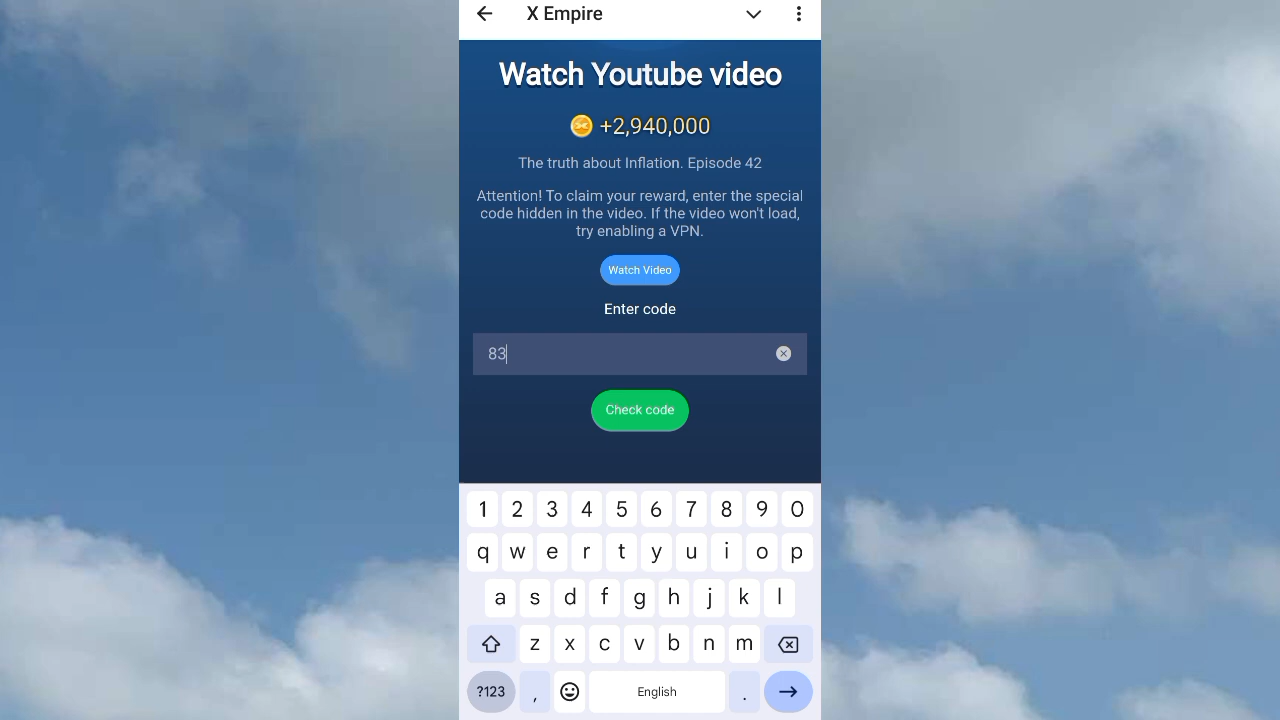 X Empire
Watch Youtube video
+2,940,000
The truth about Inflation. Episode 42
Attention! To claim your reward, enter the special
code hidden in the video. If the video won't load,
try enabling a VPN.
Watch Video
Enter code
83
Check code
1 2 3 4 5 6 7 8 9 0
q w e r t y u i o p
a s d f g h j k l
z x c v b n m
?123 , English .